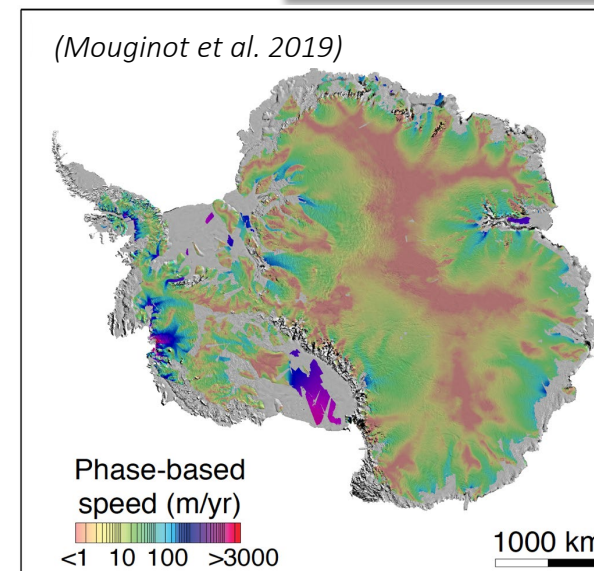 (Mouginot et al. 2019)
Phase-based
speed (m/yr)
<1 10 100 >3000
1000 km